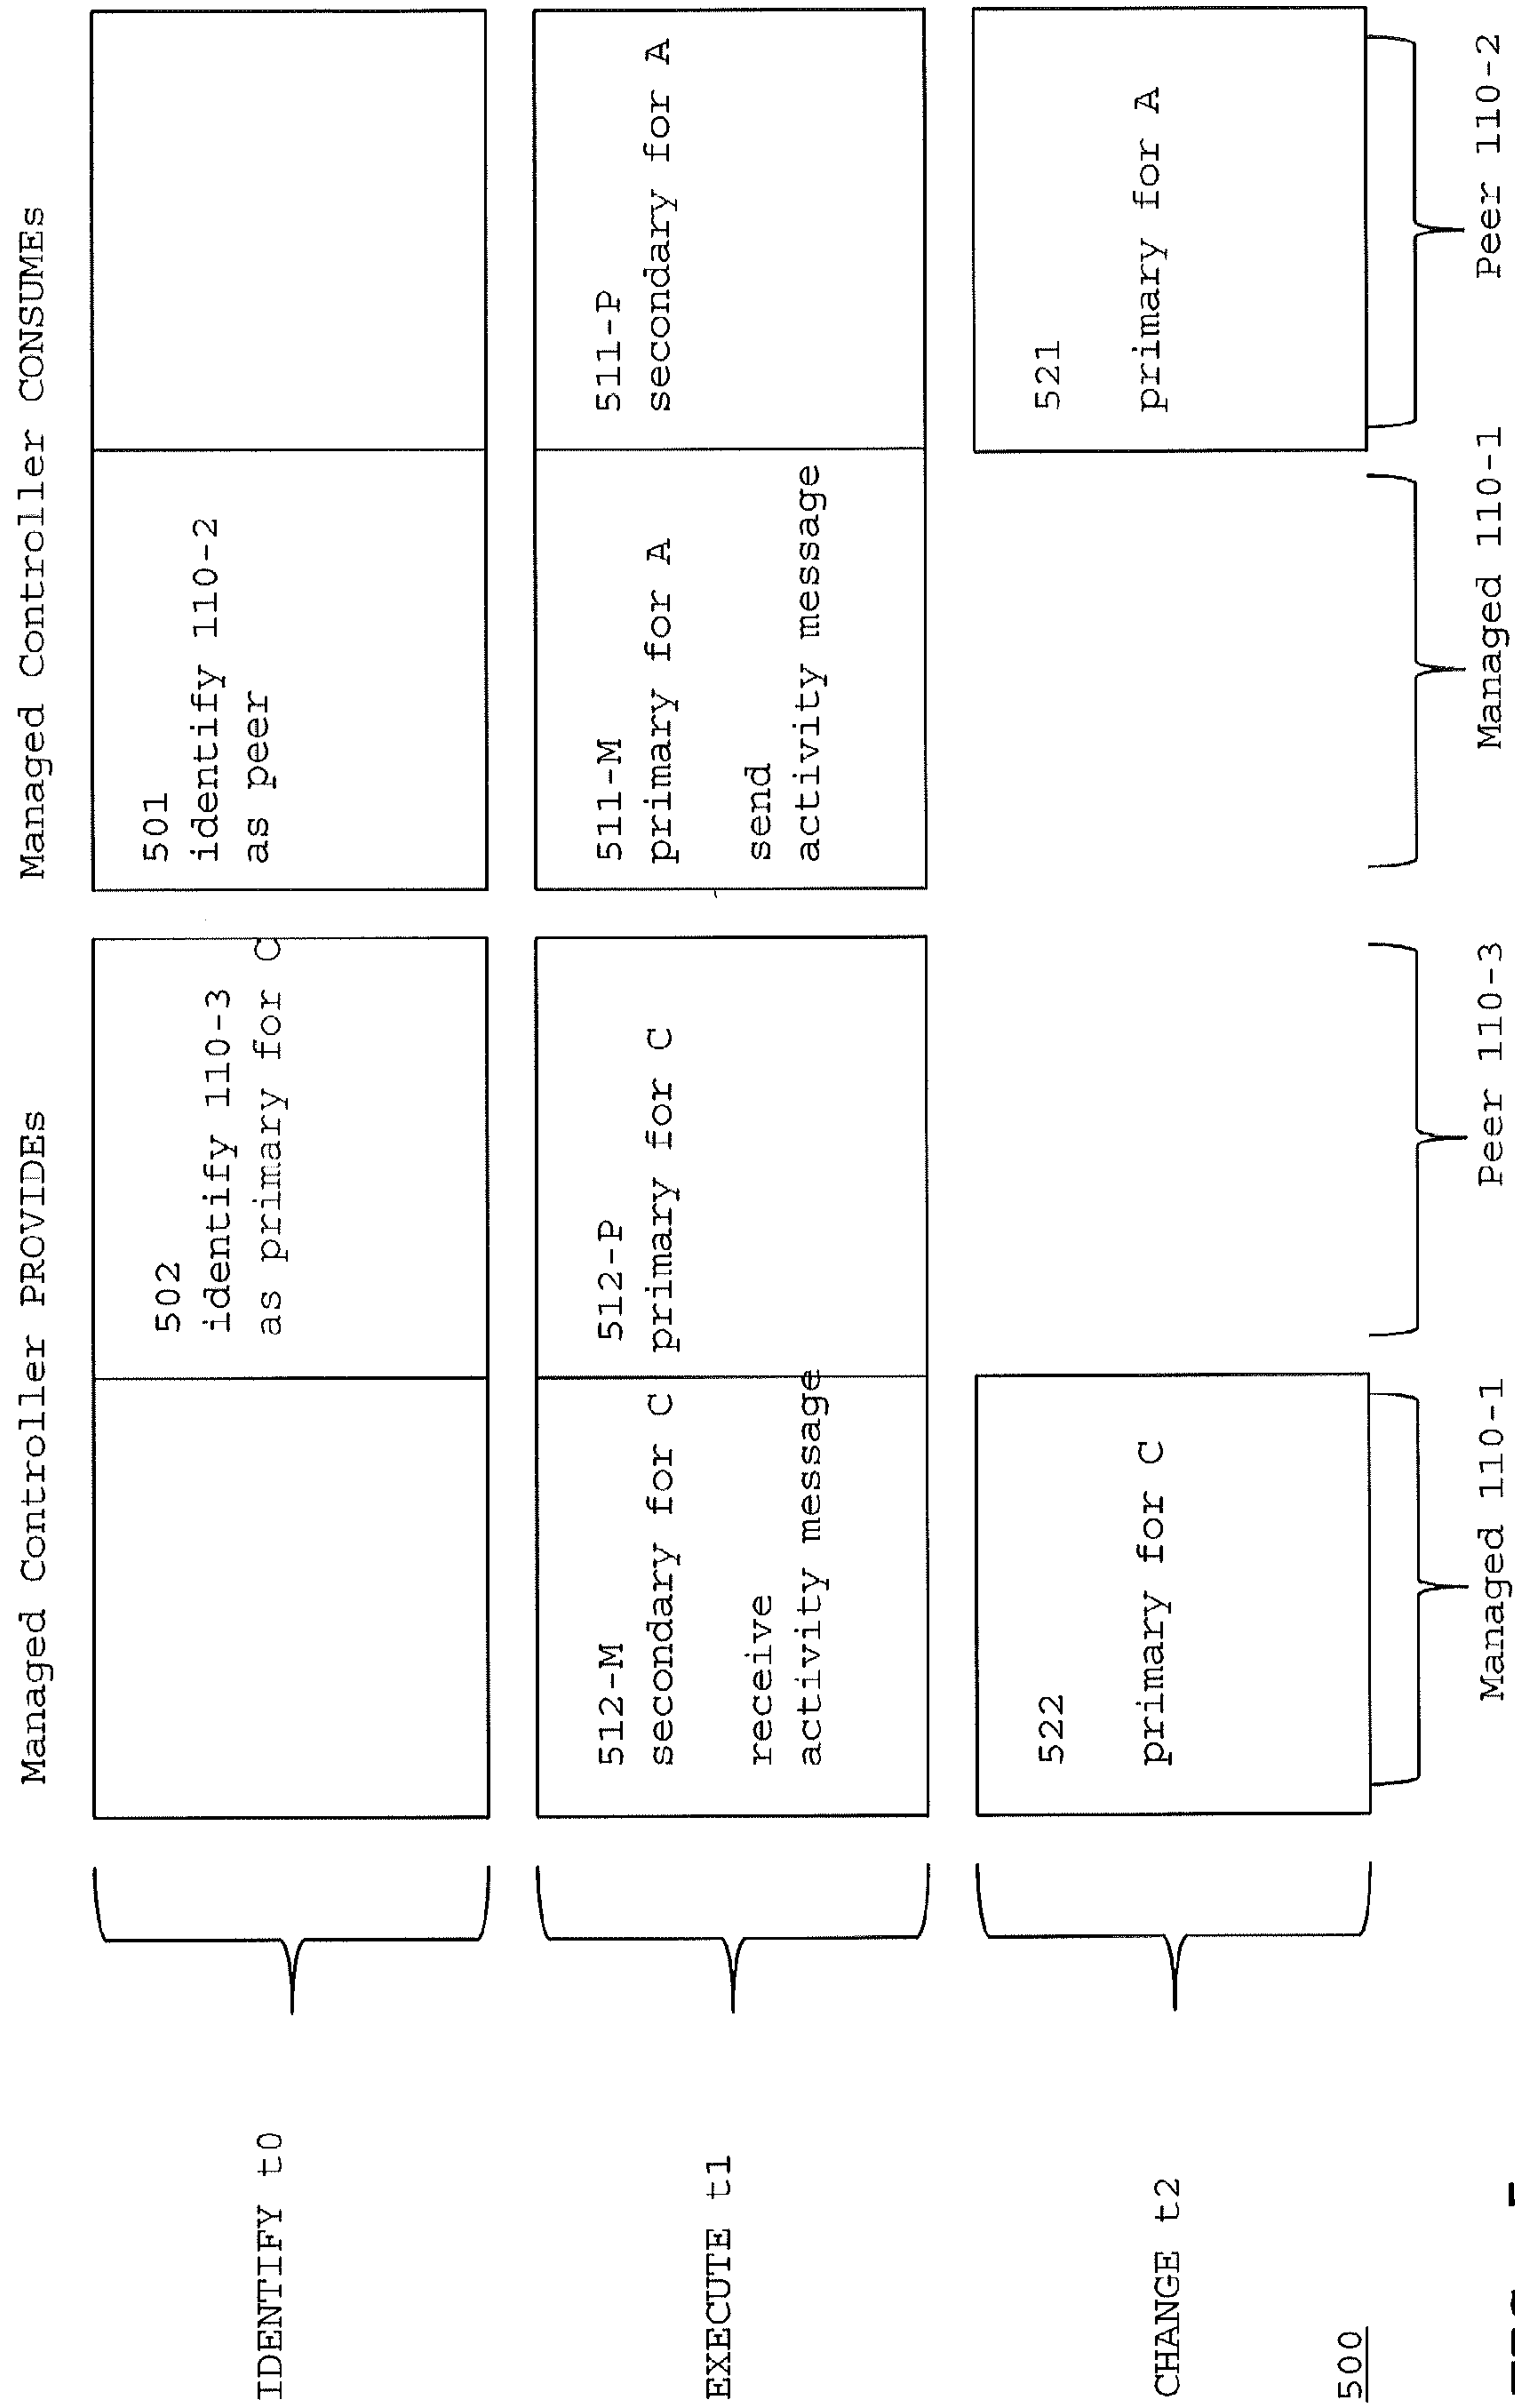 Managed Controller PROVIDEs
Managed Controller CONSUMEs
IDENTIFY t0
502
identify 110-3
as primary for C
501
identify 110-2
as peer
EXECUTE t1
512-M
secondary for C
receive
activity message
512-P
primary for C
511-M
primary for A
send
activity message
511-P
secondary for A
CHANGE t2
522
primary for C
521
primary for A
500
Managed 110-1
Peer 110-3
Managed 110-1
Peer 110-2